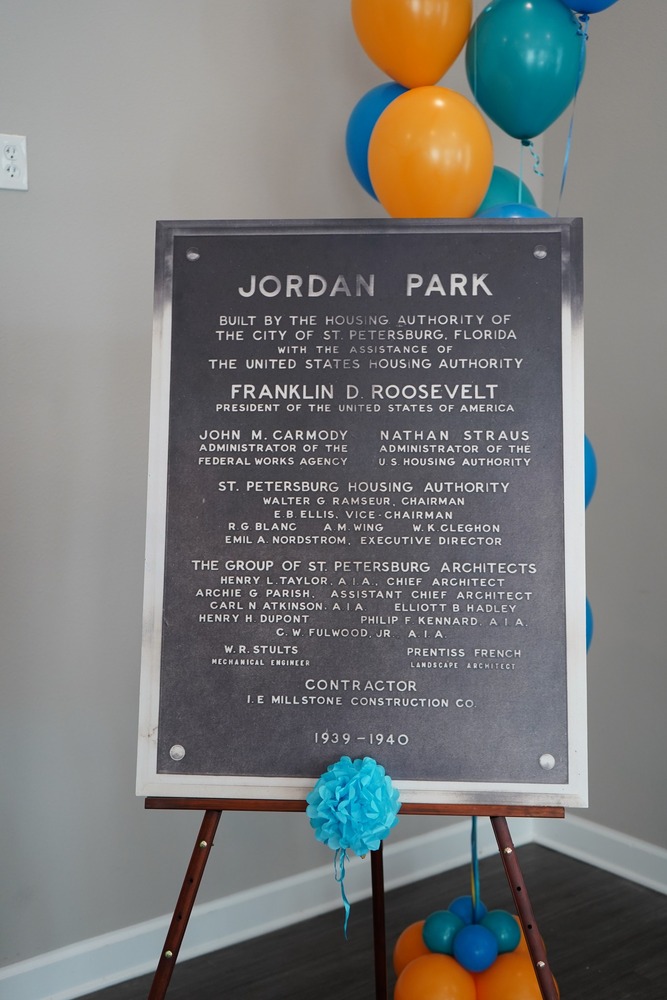 JORDAN PARK
BUILT BY THE HOUSING AUTHORITY OF
THE CITY OF ST. PETERSBURG, FLORIDA
WITH THE ASSISTANCE OF
THE UNITED STATES HOUSING AUTHORITY
FRANKLIN D. ROOSEVELT
PRESIDENT OF THE UNITED STATES OF AMERICA
JOHN M. CARMODY NATHAN STRAUS
ADMINISTRATOR OF THE ADMINISTRATOR OF THE
FEDERAL WORKS AGENCY U.S. HOUSING AUTHORITY
ST. PETERSBURG HOUSING AUTHORITY
WALTER G. RAMSEUR, CHAIRMAN
E.B. ELLIS, VICE-CHAIRMAN
R.G. BLANC A.M. WING W.K. CLEGHON
EMIL A. NORDSTROM, EXECUTIVE DIRECTOR
THE GROUP OF ST. PETERSBURG ARCHITECTS
HENRY L. TAYLOR, A.I.A., CHIEF ARCHITECT
ARCHIE G. PARISH, ASSISTANT CHIEF ARCHITECT
CARL N. ATKINSON, A.I.A. ELLIOTT B. HADLEY
HENRY H. DUPONT PHILIP F. KENNARD, A.I.A.
C.W. FULWOOD, JR., A.I.A.
W.R. STULTS PRENTISS FRENCH
MECHANICAL ENGINEER LANDSCAPE ARCHITECT
CONTRACTOR
I.E. MILLSTONE CONSTRUCTION CO.
1939-1940